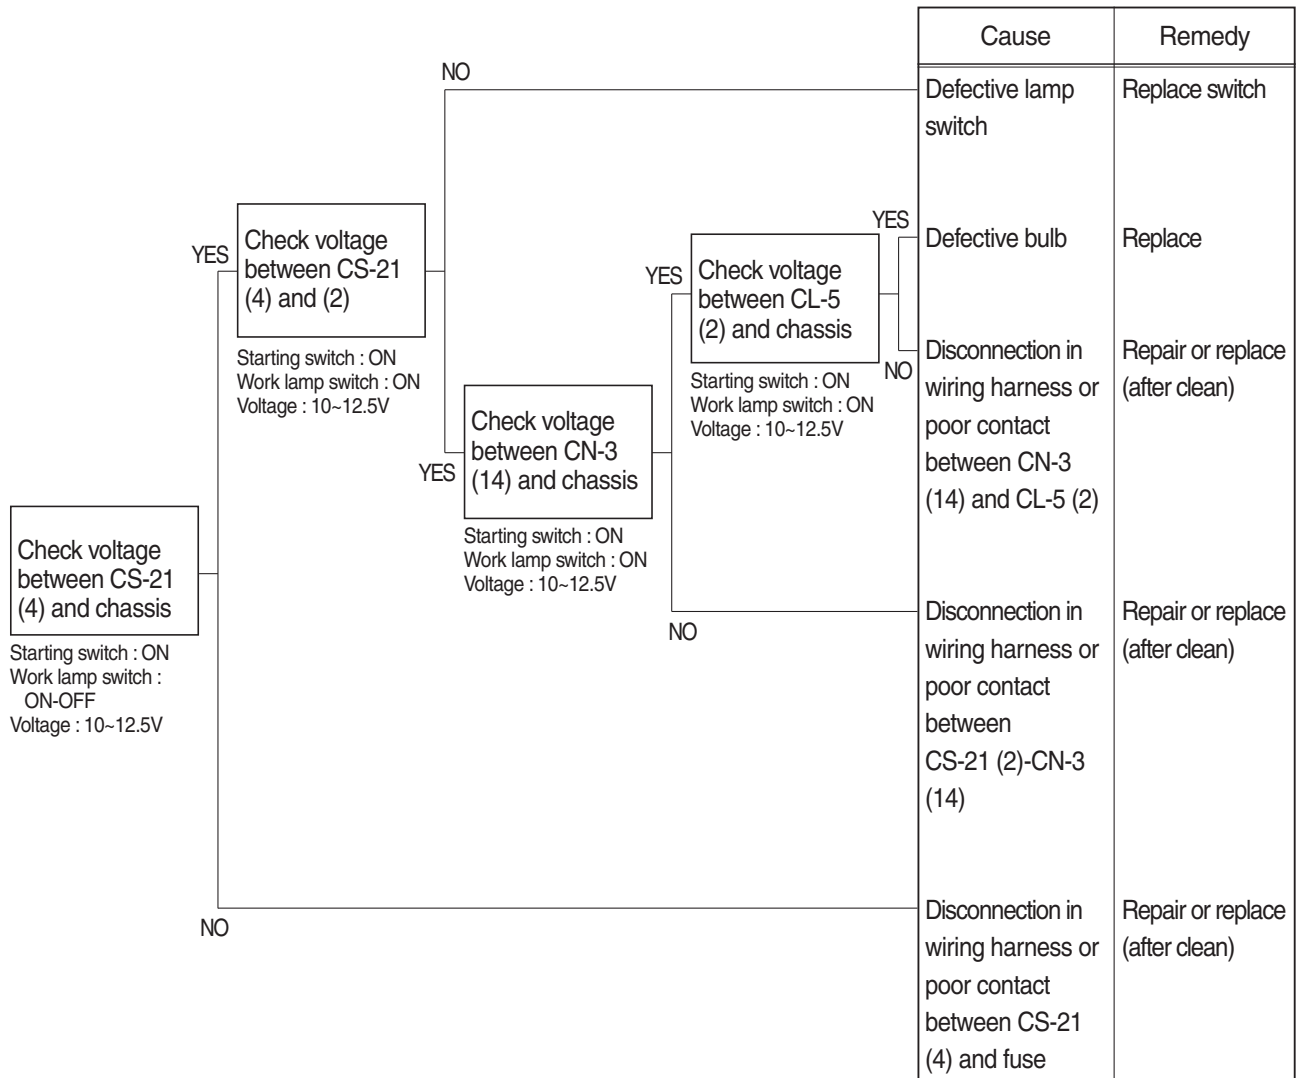 Cause
Remedy
NO
Defective lamp
switch
Replace switch
YES
Check voltage
between CS-21
(4) and (2)
Starting switch : ON
Work lamp switch : ON
Voltage : 10~12.5V
YES
Check voltage
between CL-5
(2) and chassis
Starting switch : ON
Work lamp switch : ON
Voltage : 10~12.5V
YES
Defective bulb
Replace
NO
Disconnection in
wiring harness or
poor contact
between CN-3
(14) and CL-5 (2)
Repair or replace
(after clean)
YES
Check voltage
between CN-3
(14) and chassis
Starting switch : ON
Work lamp switch : ON
Voltage : 10~12.5V
NO
Disconnection in
wiring harness or
poor contact
between
CS-21 (2)-CN-3
(14)
Repair or replace
(after clean)
Check voltage
between CS-21
(4) and chassis
Starting switch : ON
Work lamp switch :
ON-OFF
Voltage : 10~12.5V
NO
Disconnection in
wiring harness or
poor contact
between CS-21
(4) and fuse
Repair or replace
(after clean)